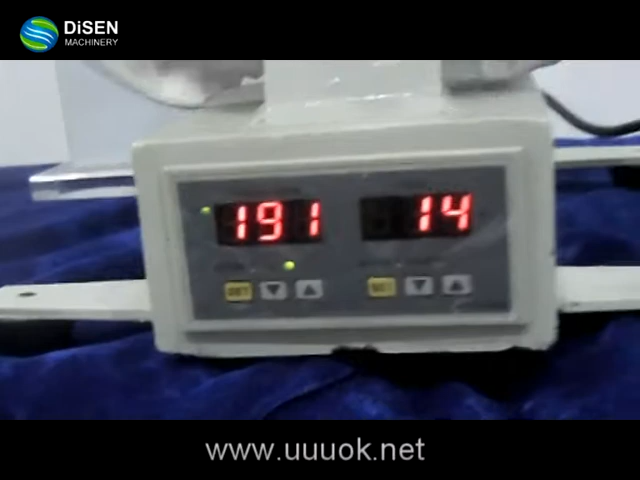 DiSEN
MACHINERY
191 14
SET SET
www.uuuok.net